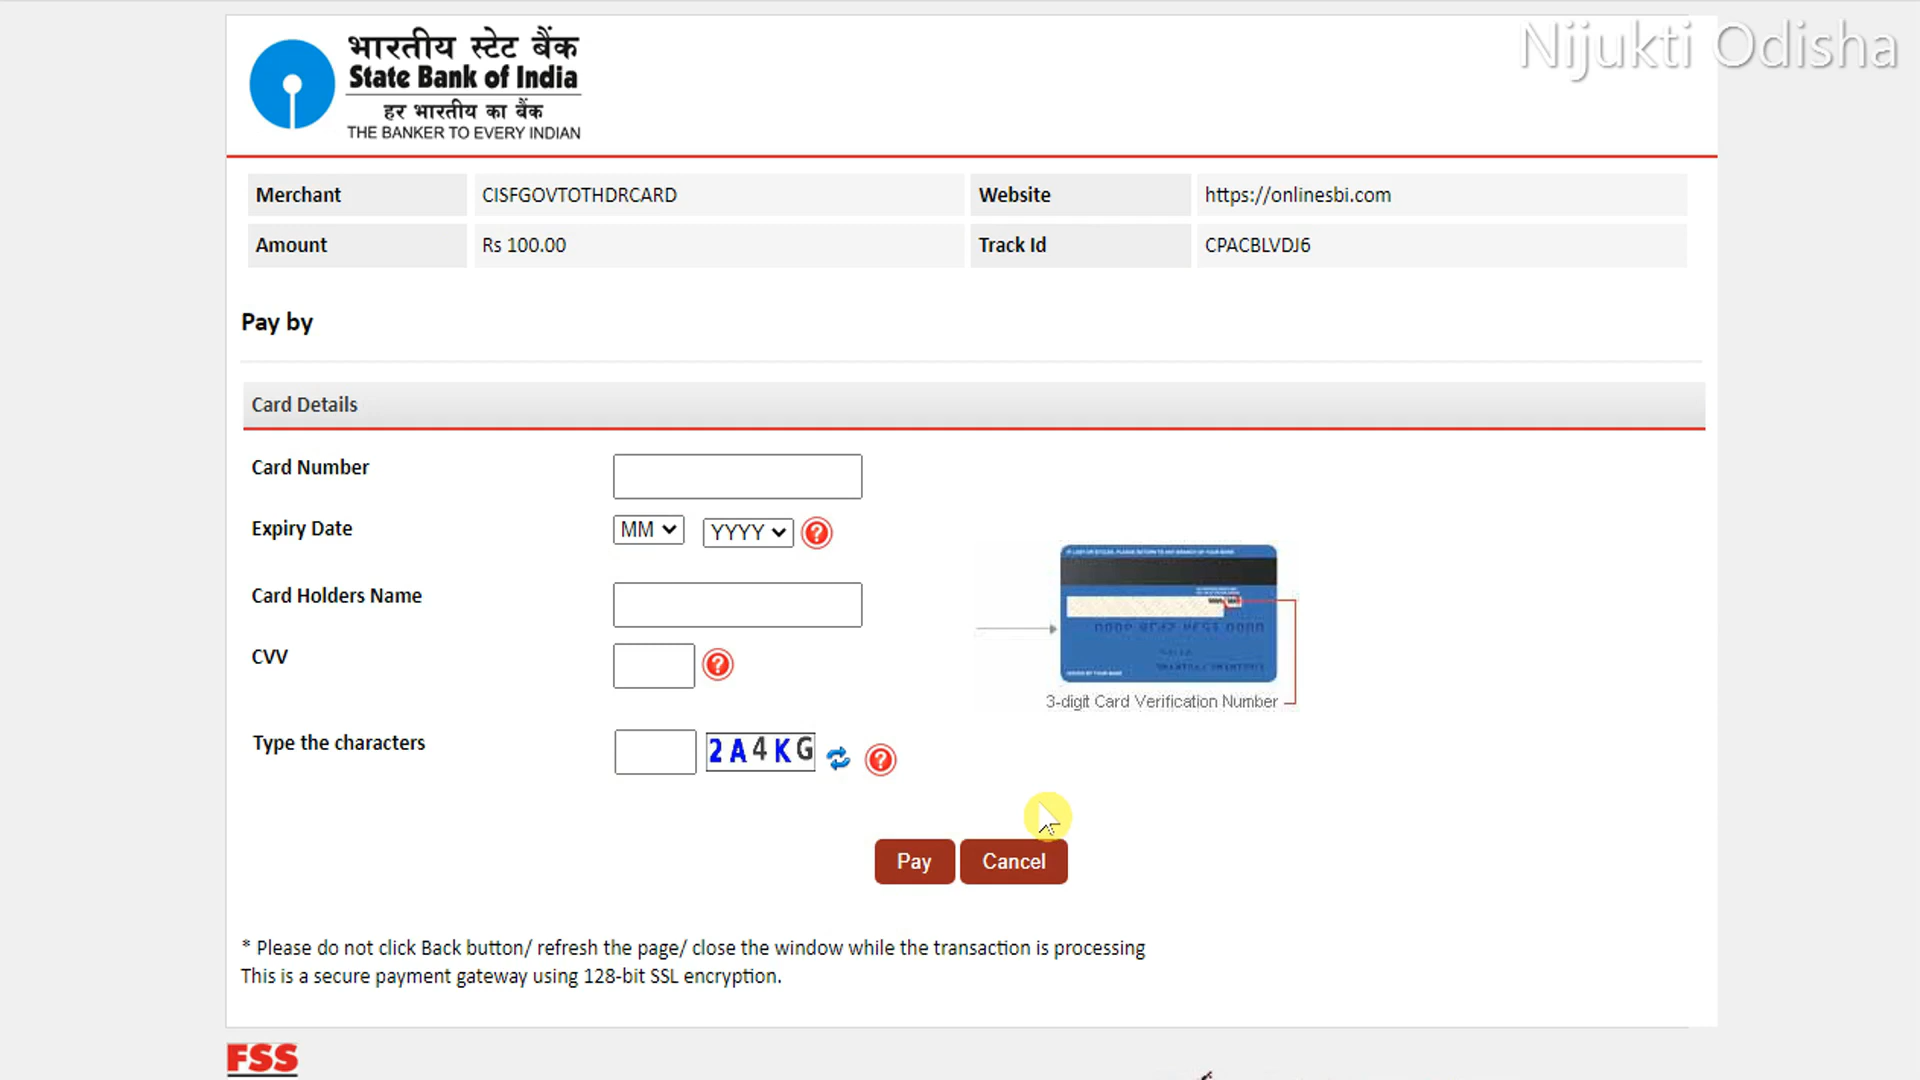 Nijukti Odisha
भारतीय स्टेट बैंक
State Bank of India
हर भारतीय का बैंक
THE BANKER TO EVERY INDIAN
Merchant CISFGOVTOTHDRCARD Website https://onlinesbi.com
Amount Rs 100.00 Track Id CPACBLVDJ6
Pay by
Card Details
Card Number
Expiry Date MM YYYY ?
Card Holders Name
CVV ?
3-digit Card Verification Number
Type the characters 2A4KG ?
Pay Cancel
* Please do not click Back button/ refresh the page/ close the window while the transaction is processing
This is a secure payment gateway using 128-bit SSL encryption.
FSS